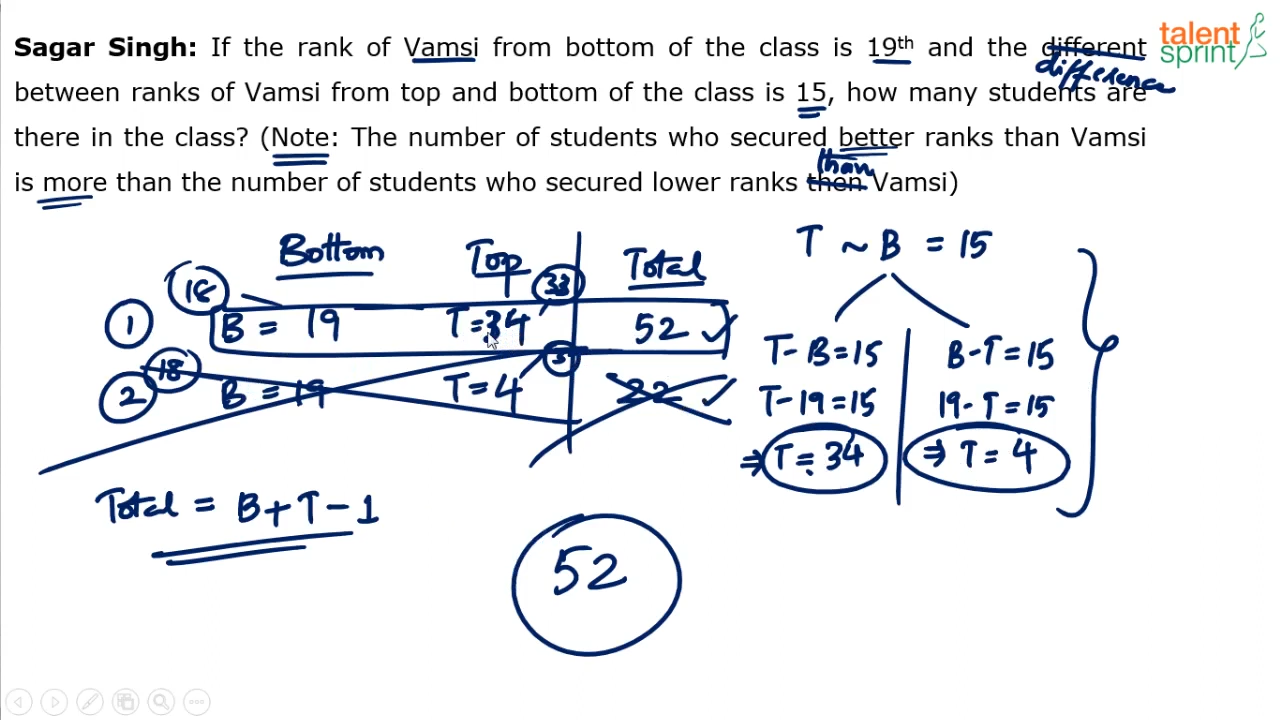 talent
sprint
Sagar Singh: If the rank of Vamsi from bottom of the class is 19th and the different
difference
between ranks of Vamsi from top and bottom of the class is 15, how many students are
there in the class? (Note: The number of students who secured better ranks than Vamsi
than
is more than the number of students who secured lower ranks then Vamsi)
Bottom Top Total
T ~ B = 15
18 33
1 B = 19 T=34 52 ✓
T-B=15 B-T=15
18 3
2 B = 19 T=4 22 ✓
T-19=15 19-T=15
⇒ T=34 ⇒ T=4
Total = B+T-1
52